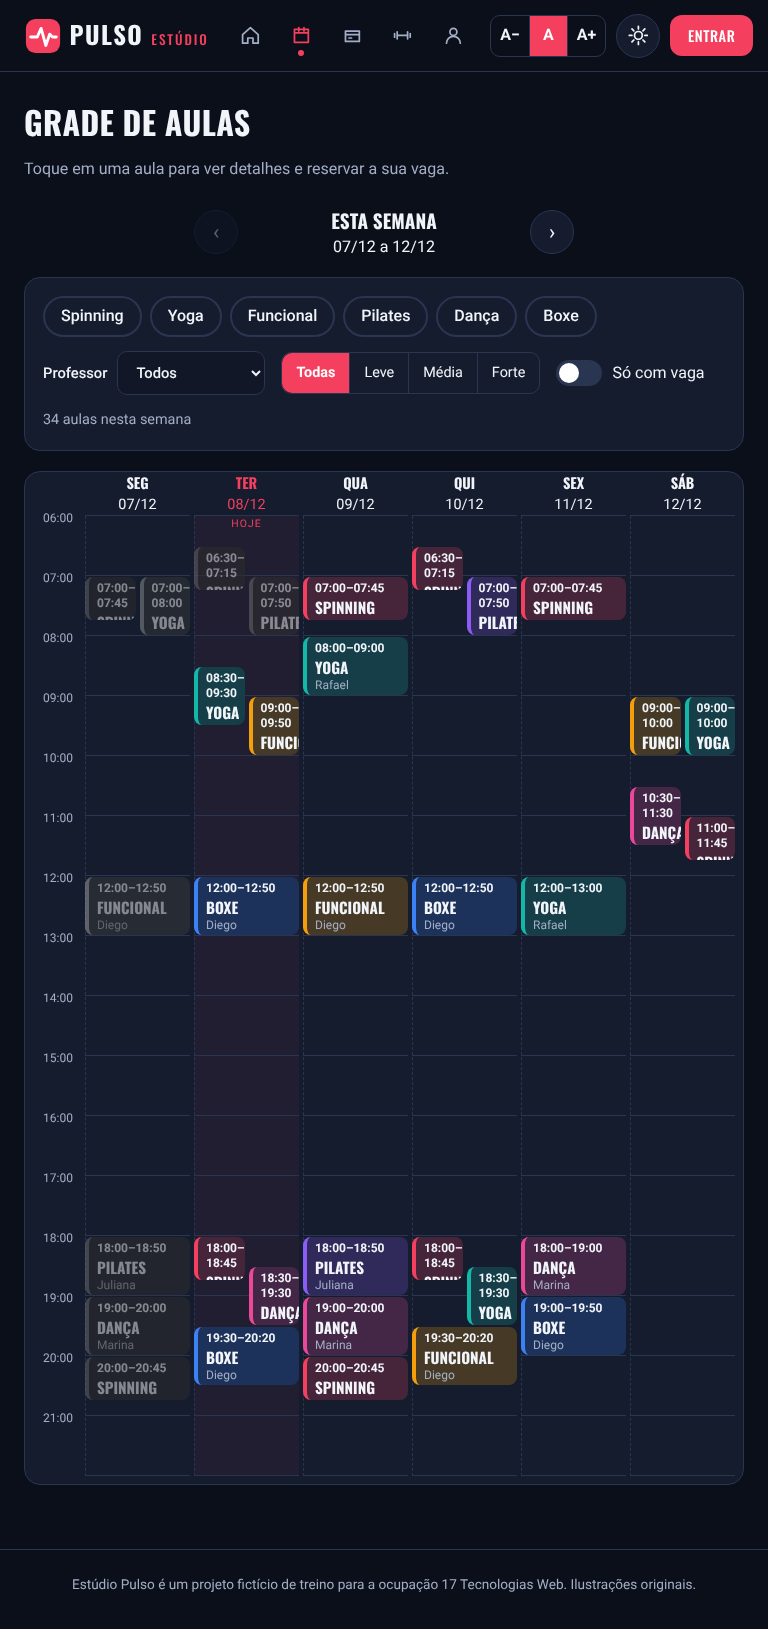 PULSO ESTÚDIO
A− A A+
ENTRAR
GRADE DE AULAS
Toque em uma aula para ver detalhes e reservar a sua vaga.
‹ ESTA SEMANA ›
07/12 a 12/12
Spinning Yoga Funcional Pilates Dança Boxe
Professor Todos Todas Leve Média Forte Só com vaga
34 aulas nesta semana
SEG TER QUA QUI SEX SÁB
07/12 08/12 09/12 10/12 11/12 12/12
HOJE
06:00
07:00
08:00
09:00
10:00
11:00
12:00
13:00
14:00
15:00
16:00
17:00
18:00
19:00
20:00
21:00
07:00–
07:45
07:00–
08:00
YOGA
12:00–12:50
FUNCIONAL
Diego
18:00–18:50
PILATES
Juliana
19:00–20:00
DANÇA
Marina
20:00–20:45
SPINNING
06:30–
07:15
07:00–
07:50
PILATE
08:30–
09:30
YOGA
09:00–
09:50
FUNCI
12:00–12:50
BOXE
Diego
18:00–
18:45
18:30–
19:30
DANÇA
19:30–20:20
BOXE
Diego
07:00–07:45
SPINNING
08:00–09:00
YOGA
Rafael
12:00–12:50
FUNCIONAL
Diego
18:00–18:50
PILATES
Juliana
19:00–20:00
DANÇA
Marina
20:00–20:45
SPINNING
06:30–
07:15
07:00–
07:50
PILATE
12:00–12:50
BOXE
Diego
18:00–
18:45
18:30–
19:30
YOGA
19:30–20:20
FUNCIONAL
Diego
07:00–07:45
SPINNING
12:00–13:00
YOGA
Rafael
18:00–19:00
DANÇA
Marina
19:00–19:50
BOXE
Diego
09:00–
10:00
FUNCI
09:00–
10:00
YOGA
10:30–
11:30
DANÇA
11:00–
11:45
Estúdio Pulso é um projeto fictício de treino para a ocupação 17 Tecnologias Web. Ilustrações originais.